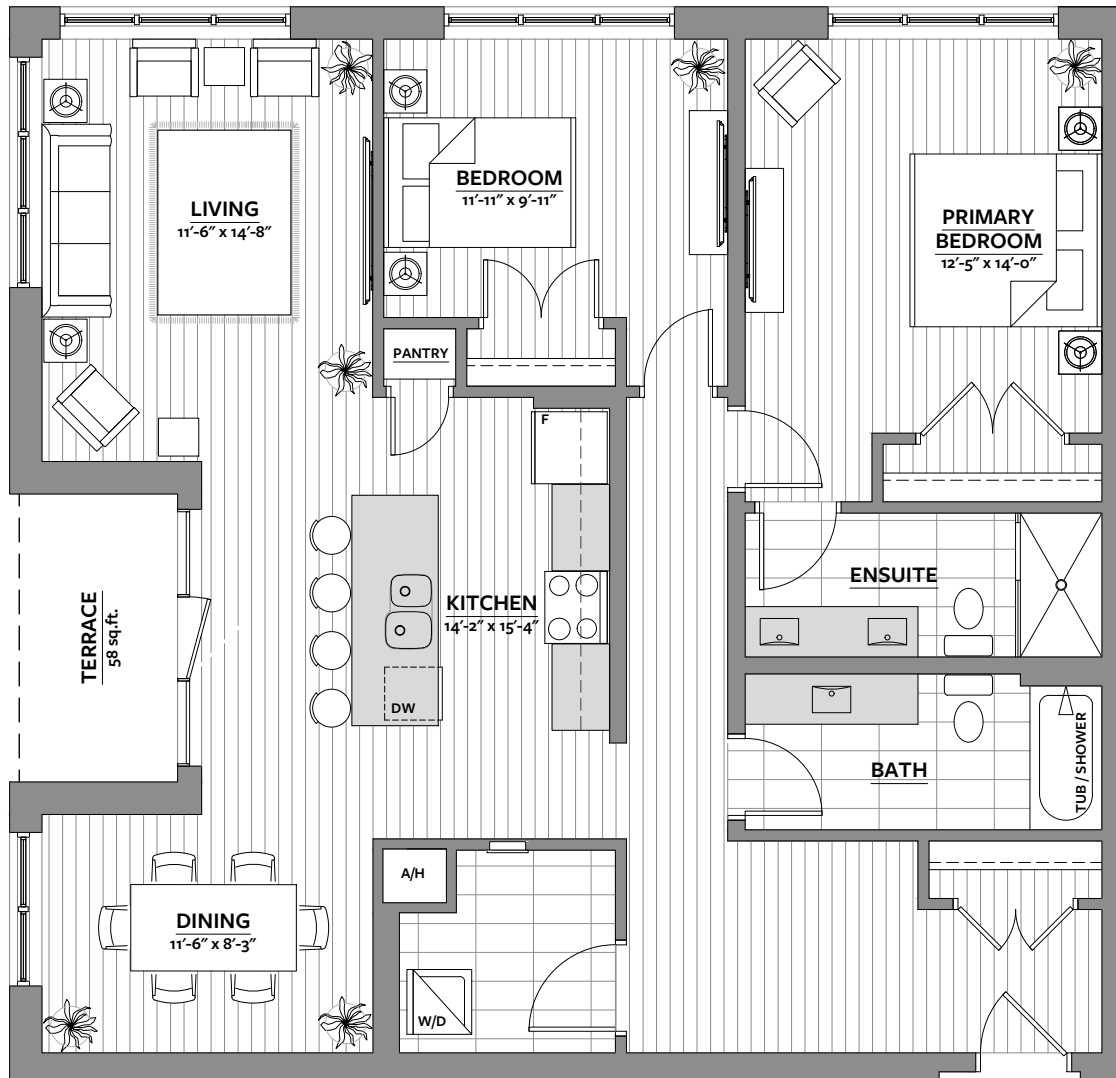 LIVING
11'-6" x 14'-8"
BEDROOM
11'-11" x 9'-11"
PRIMARY
BEDROOM
12'-5" x 14'-0"
PANTRY
F
TERRACE
58 sq.ft.
KITCHEN
14'-2" x 15'-4"
DW
ENSUITE
BATH
TUB / SHOWER
A/H
DINING
11'-6" x 8'-3"
W/D